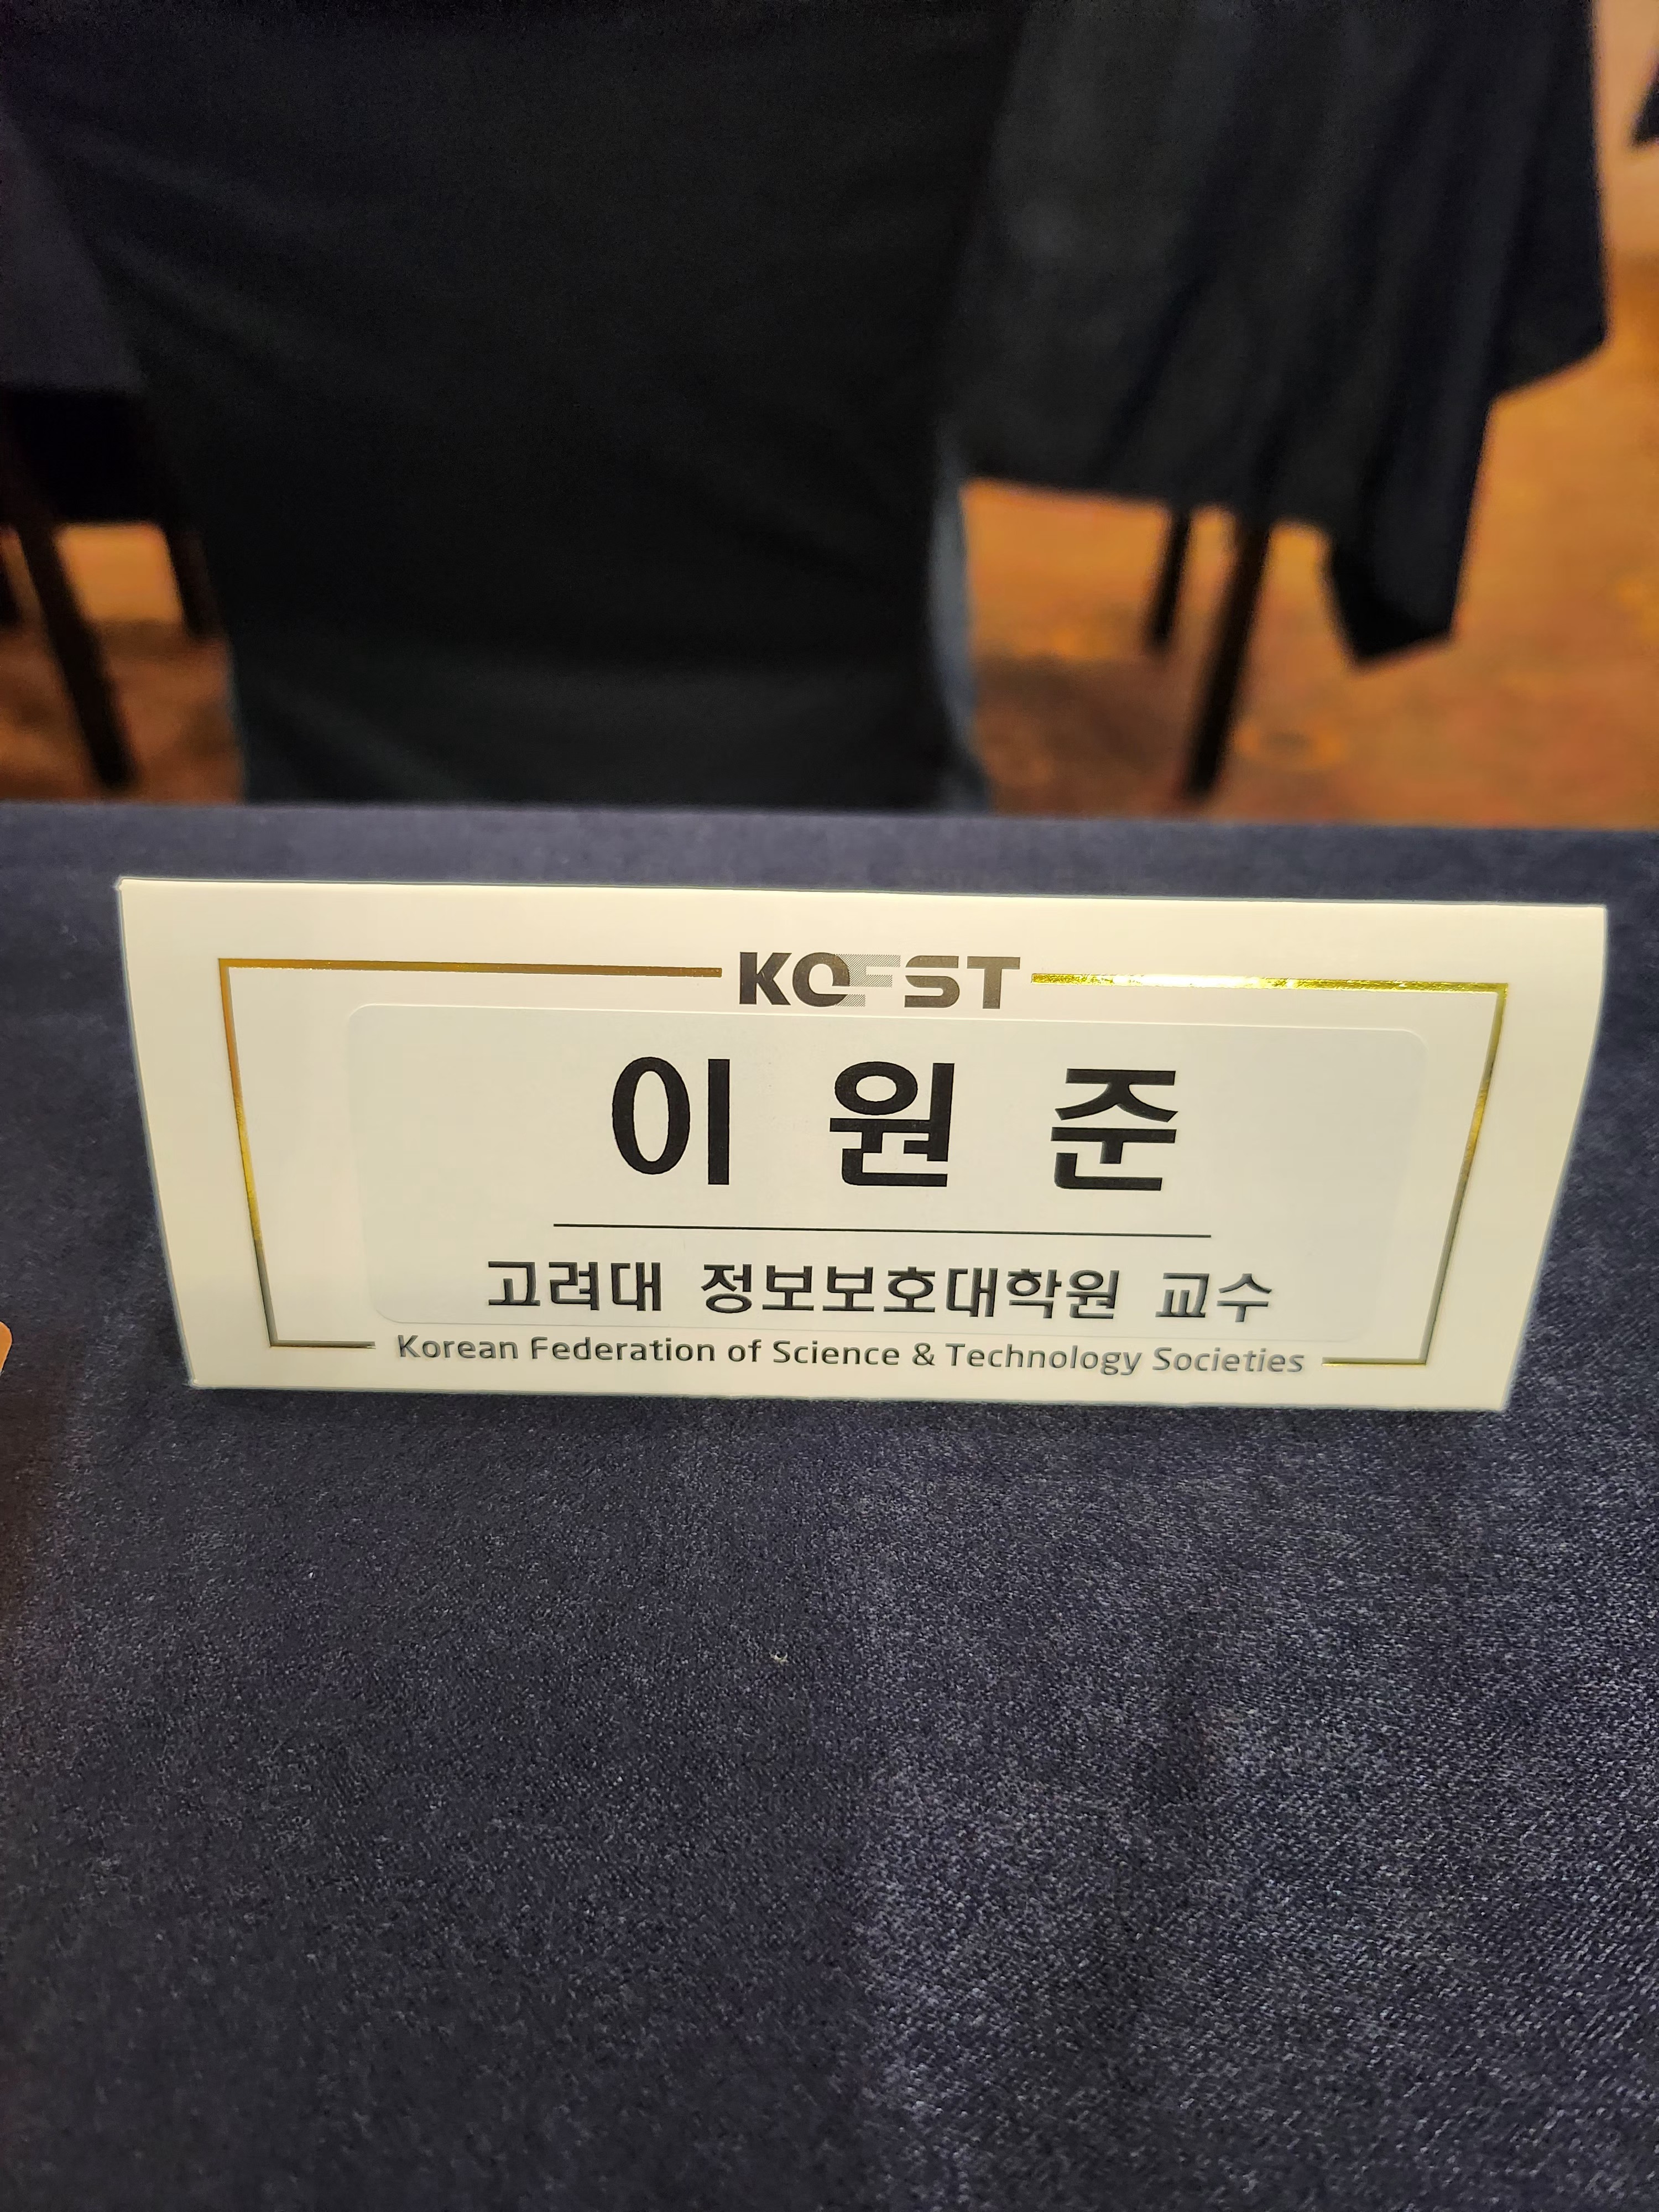 KOFST
이 원 준
고려대 정보보호대학원 교수
Korean Federation of Science & Technology Societies